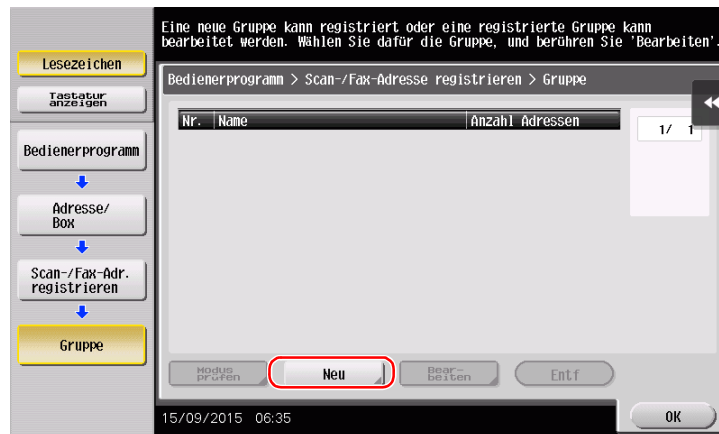 Eine neue Gruppe kann registriert oder eine registrierte Gruppe kann
bearbeitet werden. Wählen Sie dafür die Gruppe, und berühren Sie 'Bearbeiten'.
Lesezeichen
Tastatur
anzeigen
Bedienerprogramm
Adresse/
Box
Scan-/Fax-Adr.
registrieren
Gruppe
Bedienerprogramm > Scan-/Fax-Adresse registrieren > Gruppe
Nr. Name Anzahl Adressen
1/ 1
Modus
prüfen
Neu
Bear-
beiten
Entf
15/09/2015 06:35
OK